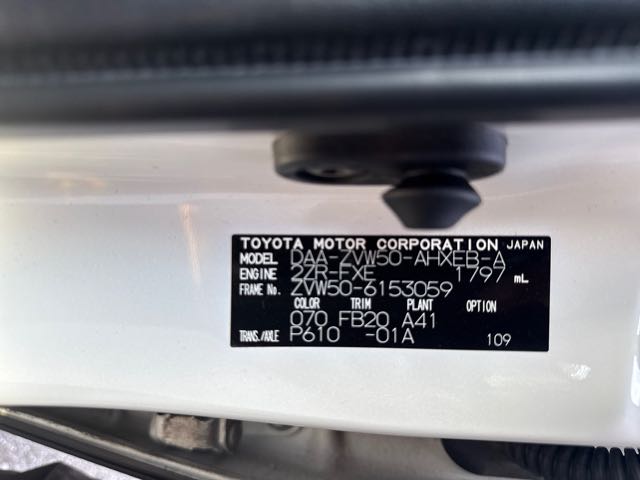 TOYOTA MOTOR CORPORATION JAPAN
MODEL DAA-ZVW50-AHXEB-A
ENGINE 2ZR-FXE 1797 mL
FRAME No. ZVW50-6153059
COLOR TRIM PLANT OPTION
070 FB20 A41
TRANS./AXLE P610 -01A 109